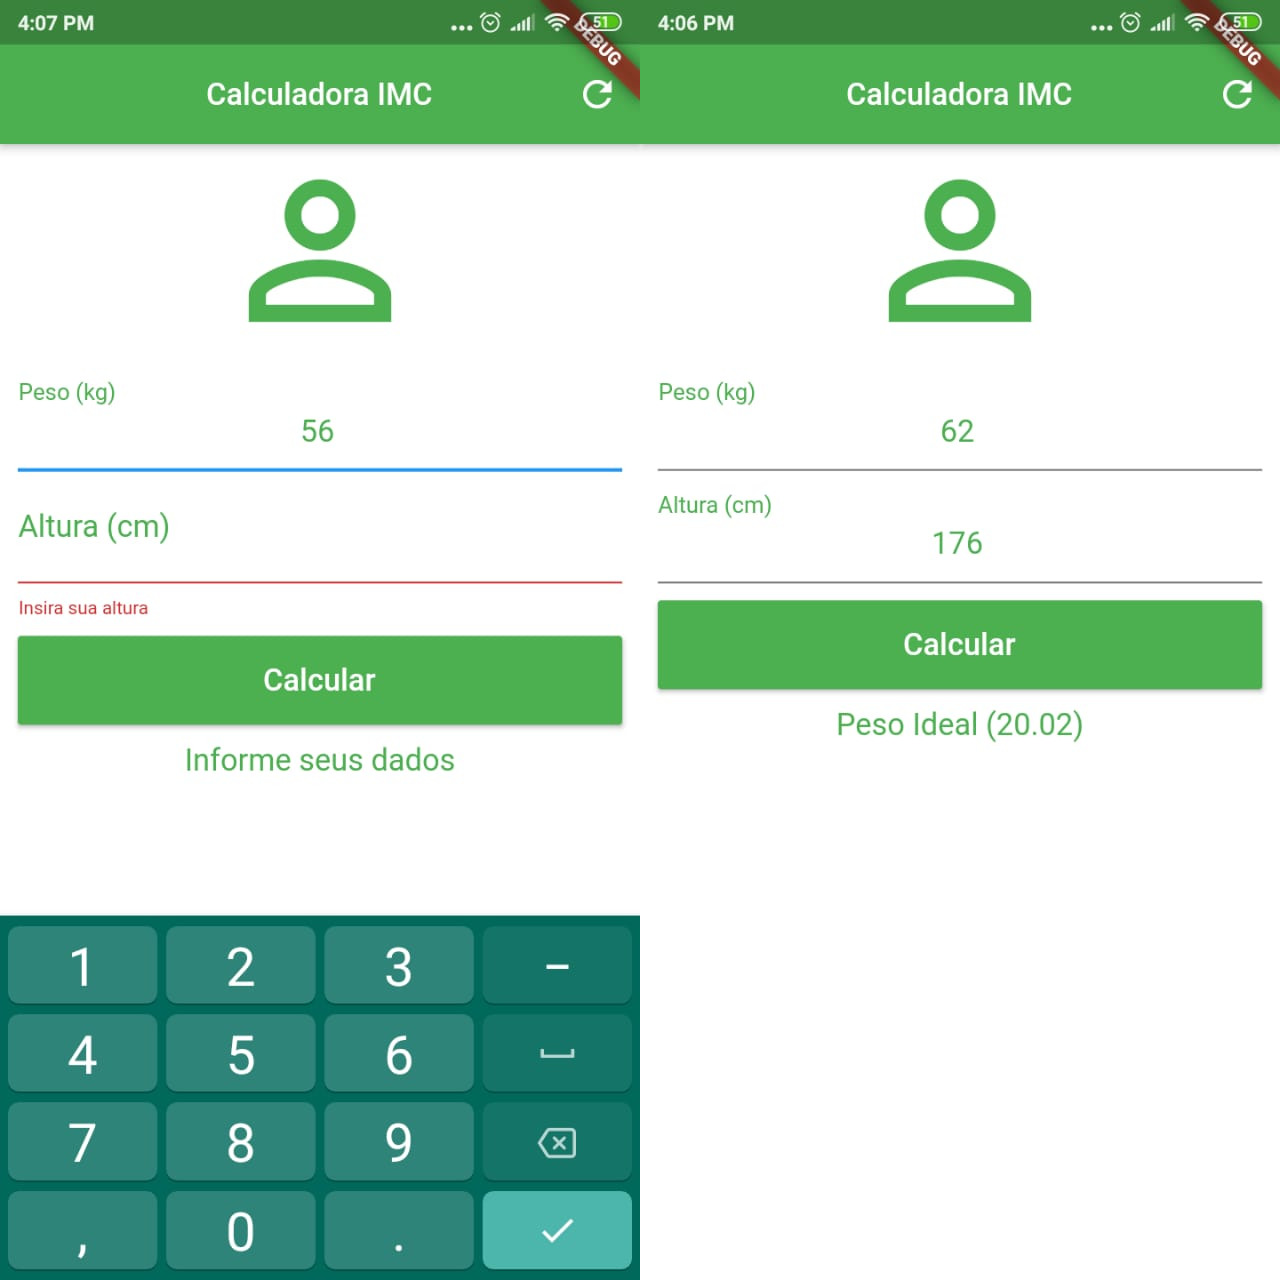 4:07 PM
51
DEBUG
Calculadora IMC
Peso (kg)
56
Altura (cm)
Insira sua altura
Calcular
Informe seus dados
1 2 3 –
4 5 6
7 8 9
, 0 .
4:06 PM
51
DEBUG
Calculadora IMC
Peso (kg)
62
Altura (cm)
176
Calcular
Peso Ideal (20.02)